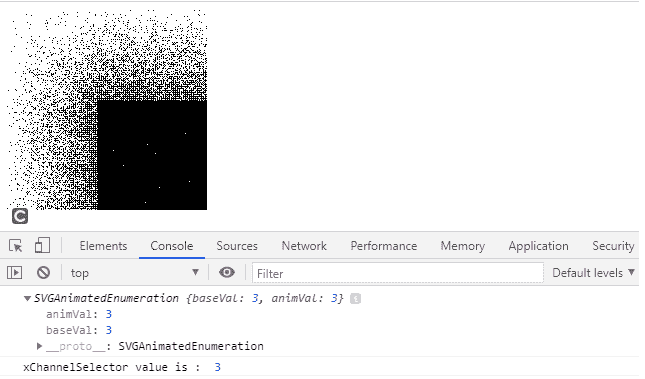 C
Elements Console Sources Network Performance Memory Application Security
top Filter Default levels
SVGAnimatedEnumeration {baseVal: 3, animVal: 3} i
animVal: 3
baseVal: 3
__proto__: SVGAnimatedEnumeration
xChannelSelector value is : 3